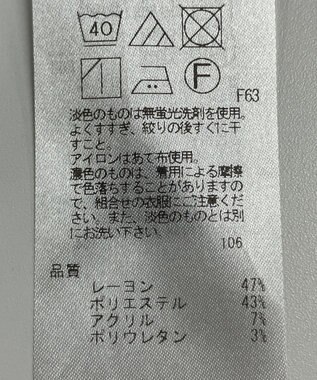 40
F
F63
淡色のものは無蛍光洗剤を使用。
よくすすぎ、絞りの後すぐに干
すこと。
アイロンはあて布使用。
濃色のものは、着用による摩擦
で色落ちすることがありますの
で、組合せの衣服にご注意くだ
さい。また、淡色のものとは別
にお洗い下さい。
106
品質
レーヨン 47%
ポリエステル 43%
アクリル 7%
ポリウレタン 3%